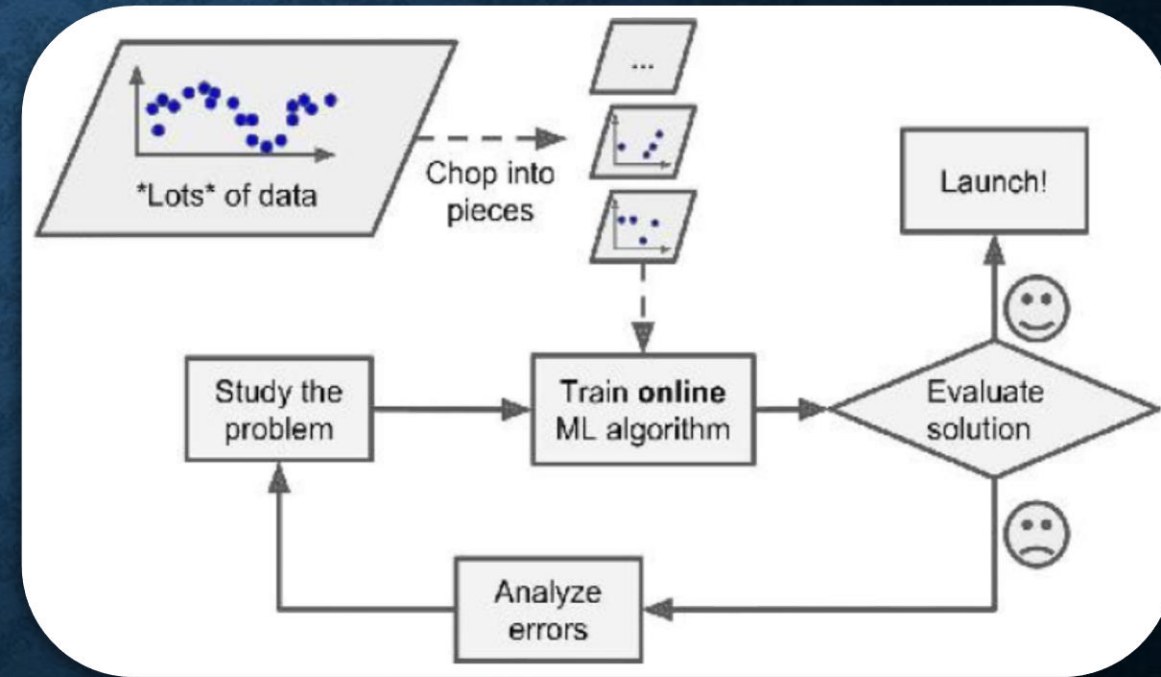 *Lots* of data
Chop into
pieces
...
Launch!
Study the
problem
Train online
ML algorithm
Evaluate
solution
Analyze
errors